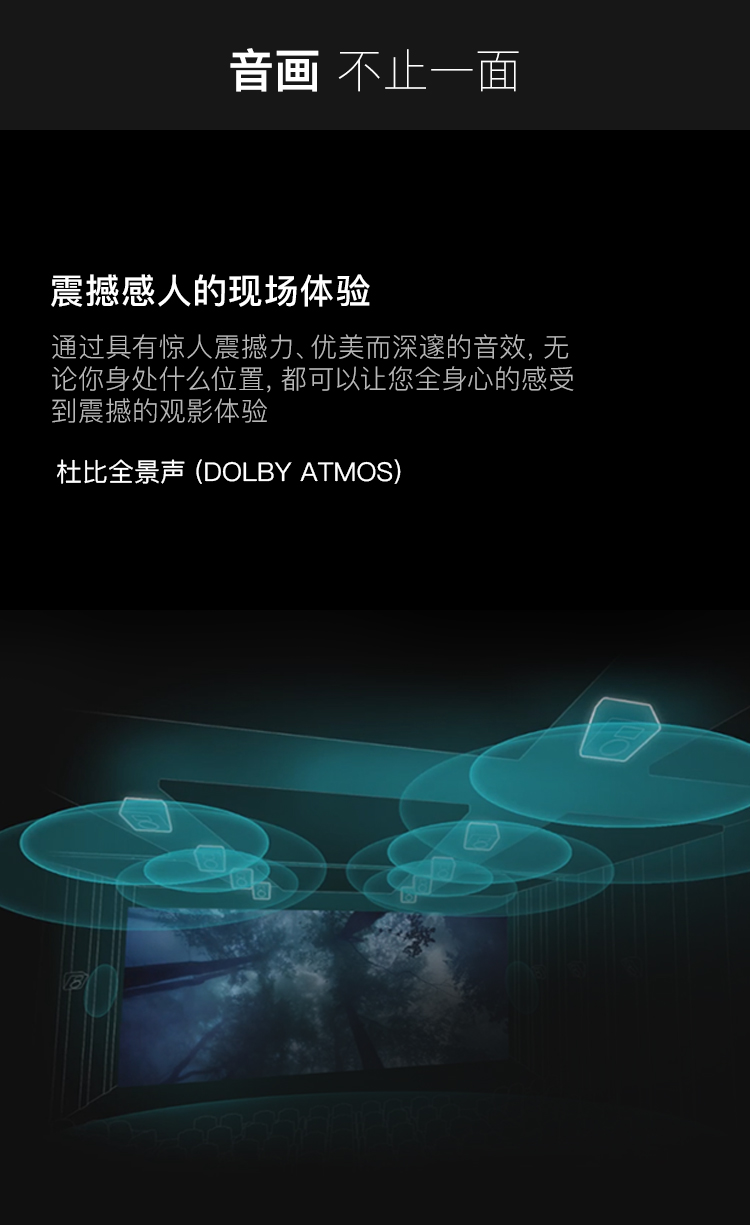 音画 不止一面
震撼感人的现场体验
通过具有惊人震撼力、优美而深邃的音效, 无
论你身处什么位置, 都可以让您全身心的感受
到震撼的观影体验
杜比全景声 (DOLBY ATMOS)